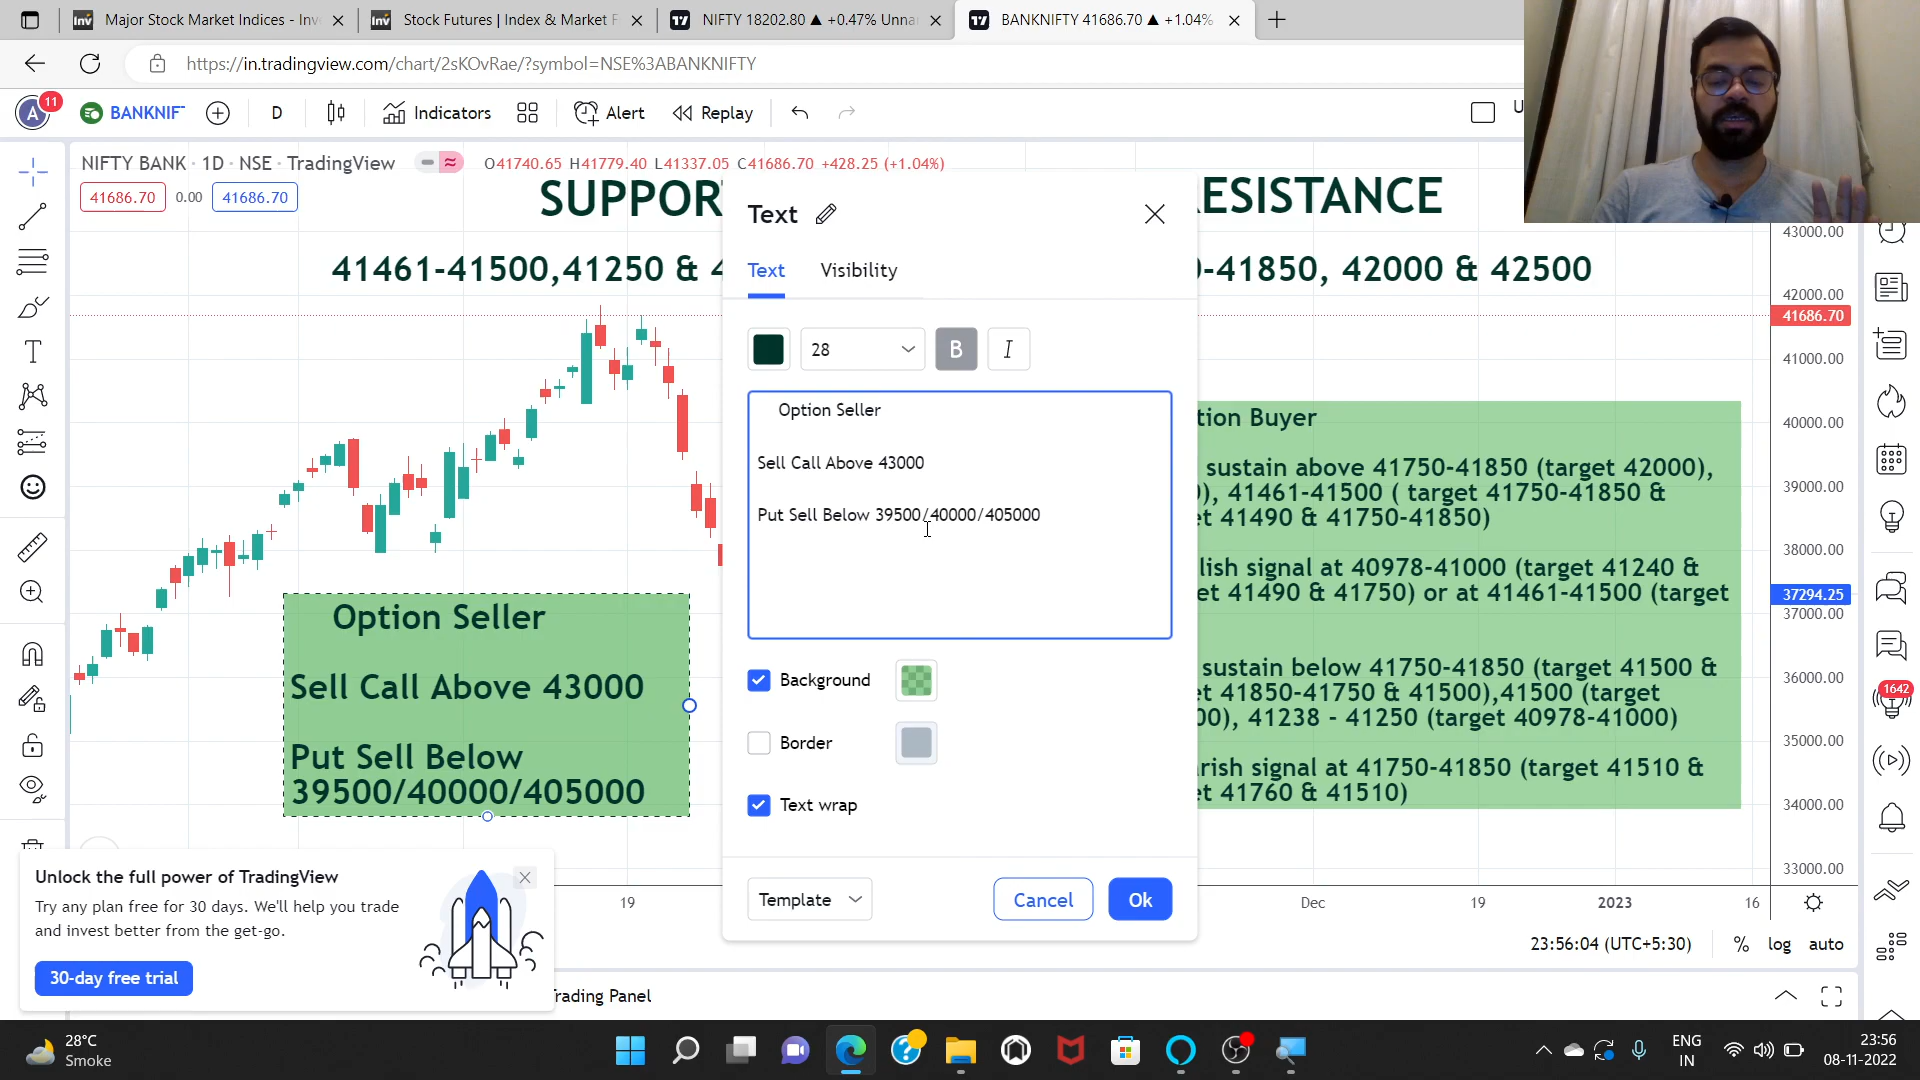 Major Stock Market Indices - Inv
Stock Futures | Index & Market F
NIFTY 18202.80 ▲ +0.47% Unna
BANKNIFTY 41686.70 ▲ +1.04%
https://in.tradingview.com/chart/2sKOvRae/?symbol=NSE%3ABANKNIFTY
A 11
BANKNIF
D
Indicators
Alert
Replay
U
NIFTY BANK · 1D · NSE · TradingView
O41740.65 H41779.40 L41337.05 C41686.70 +428.25 (+1.04%)
41686.70 0.00 41686.70
SUPPOR
RESISTANCE
41461-41500,41250 & 4
-41850, 42000 & 42500
Text
Text Visibility
28 B I
Option Seller
Sell Call Above 43000
Put Sell Below 39500/40000/405000
Background
Border
Text wrap
Template
Cancel
Ok
Option Seller
Sell Call Above 43000
Put Sell Below
39500/40000/405000
tion Buyer
sustain above 41750-41850 (target 42000),
), 41461-41500 ( target 41750-41850 &
et 41490 & 41750-41850)
lish signal at 40978-41000 (target 41240 &
et 41490 & 41750) or at 41461-41500 (target
sustain below 41750-41850 (target 41500 &
et 41850-41750 & 41500),41500 (target
00), 41238 - 41250 (target 40978-41000)
rish signal at 41750-41850 (target 41510 &
et 41760 & 41510)
43000.00
42000.00
41686.70
41000.00
40000.00
39000.00
38000.00
37294.25
37000.00
36000.00
35000.00
34000.00
33000.00
1642
19
Dec
19
2023
16
Unlock the full power of TradingView
Try any plan free for 30 days. We'll help you trade
and invest better from the get-go.
30-day free trial
23:56:04 (UTC+5:30)
% log auto
rading Panel
28°C
Smoke
ENG
IN
23:56
08-11-2022